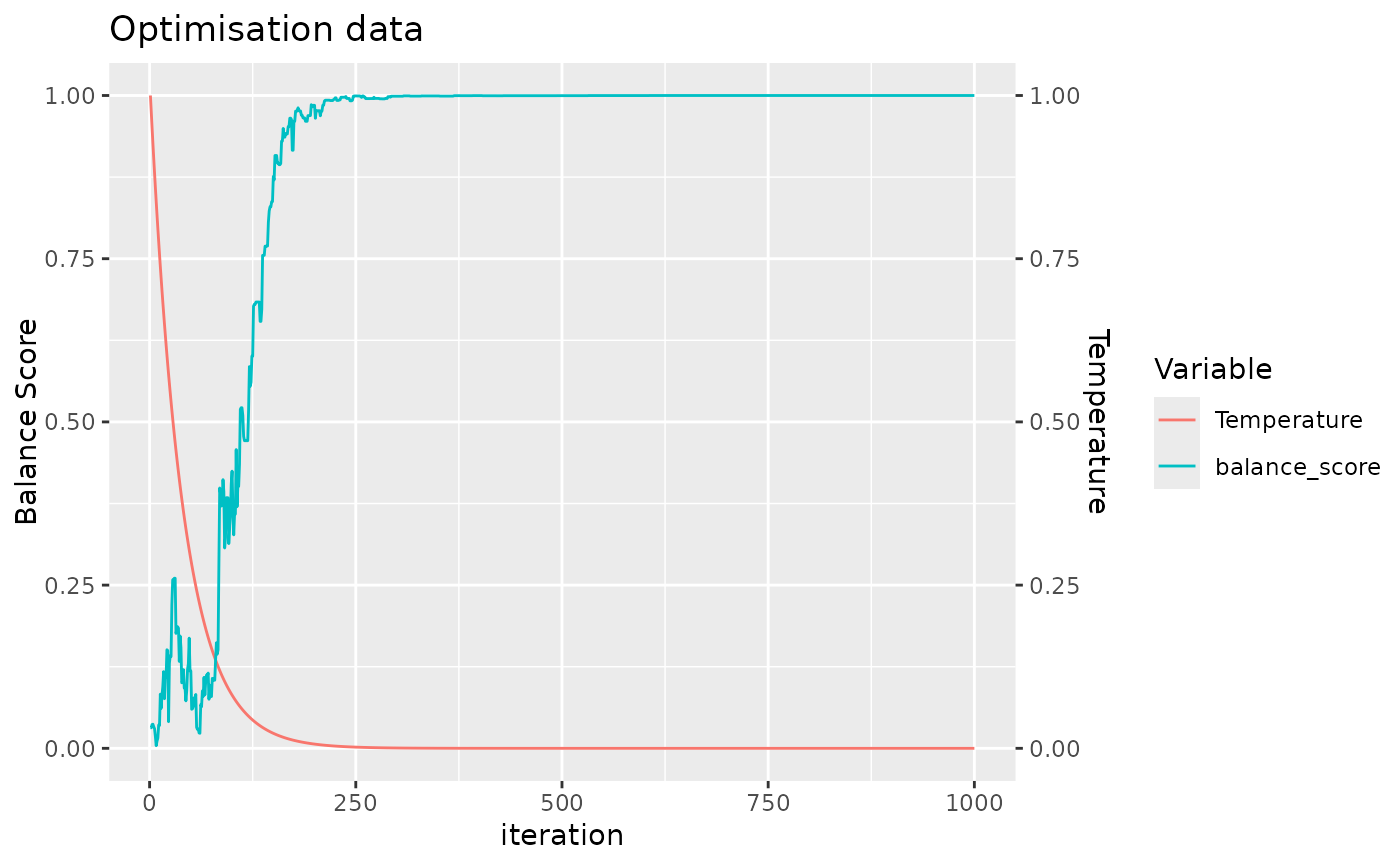 Optimisation data
Balance Score
1.00
0.75
0.50
0.25
0.00
1.00
0.75
0.50
0.25
0.00
Temperature
0
250
500
750
1000
iteration
Variable
Temperature
balance_score